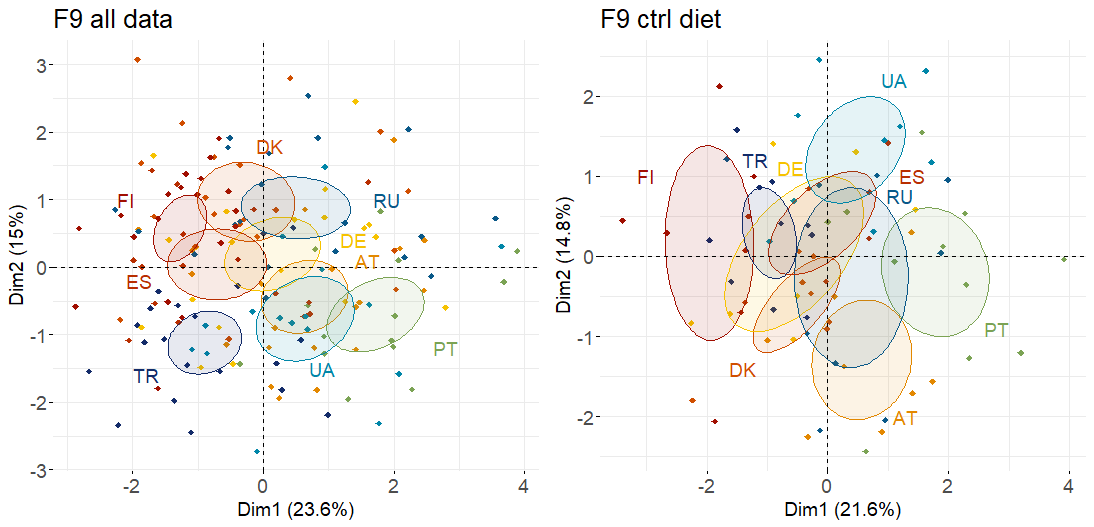 F9 all data
3
2
1
0
-1
-2
-3
Dim2 (15%)
DK
FI
RU
DE
AT
ES
PT
UA
TR
-2
0
2
4
Dim1 (23.6%)
F9 ctrl diet
2
1
0
-1
-2
Dim2 (14.8%)
UA
TR
DE
FI
ES
RU
PT
DK
AT
-2
0
2
4
Dim1 (21.6%)